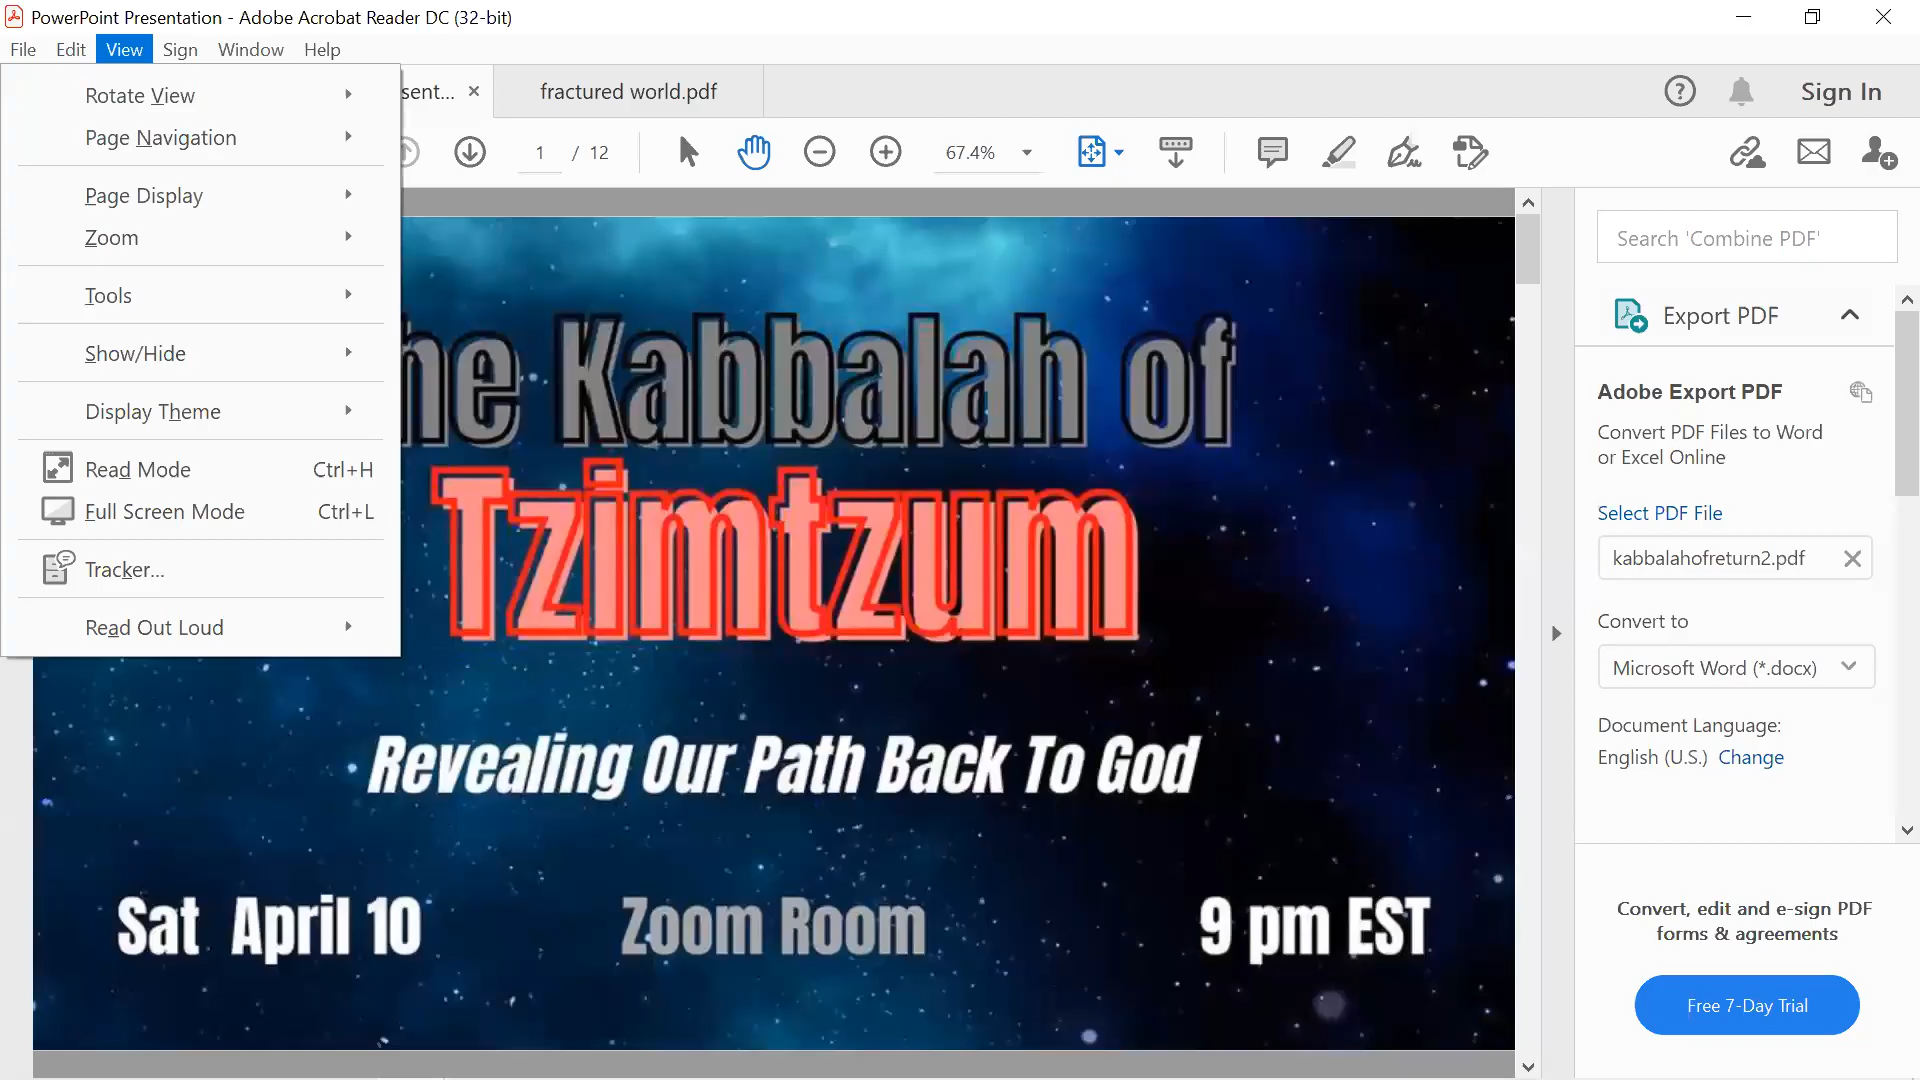 PowerPoint Presentation - Adobe Acrobat Reader DC (32-bit)
File Edit View Sign Window Help
sent... fractured world.pdf
Sign In
1 / 12
67.4%
Rotate View
Page Navigation
Page Display
Zoom
Tools
Show/Hide
Display Theme
Read Mode Ctrl+H
Full Screen Mode Ctrl+L
Tracker...
Read Out Loud
he Kabbalah of
Tzimtzum
Revealing Our Path Back To God
Sat April 10 Zoom Room 9 pm EST
Search 'Combine PDF'
Export PDF
Adobe Export PDF
Convert PDF Files to Word
or Excel Online
Select PDF File
kabbalahofreturn2.pdf
Convert to
Microsoft Word (*.docx)
Document Language:
English (U.S.) Change
Convert, edit and e-sign PDF
forms & agreements
Free 7-Day Trial